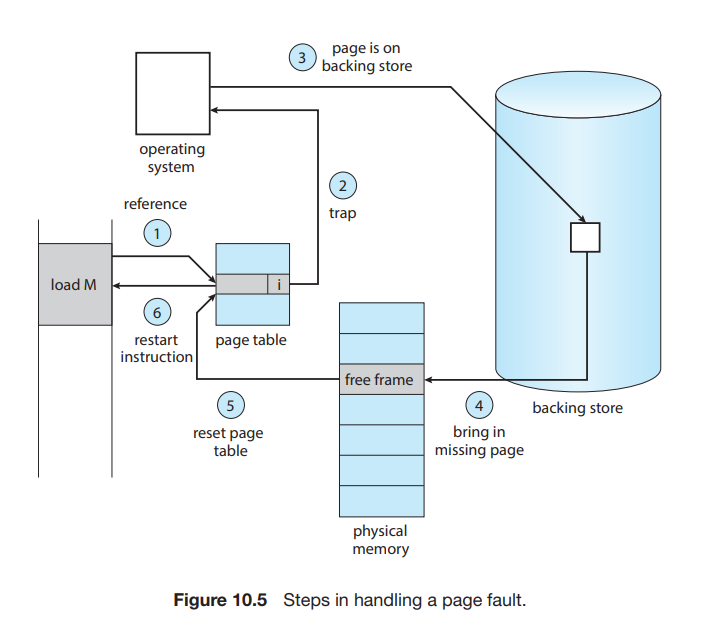 3
page is on
backing store
operating
system
2
trap
reference
1
load M
i
6
restart
instruction
page table
free frame
5
reset page
table
4
bring in
missing page
backing store
physical
memory
Figure 10.5 Steps in handling a page fault.